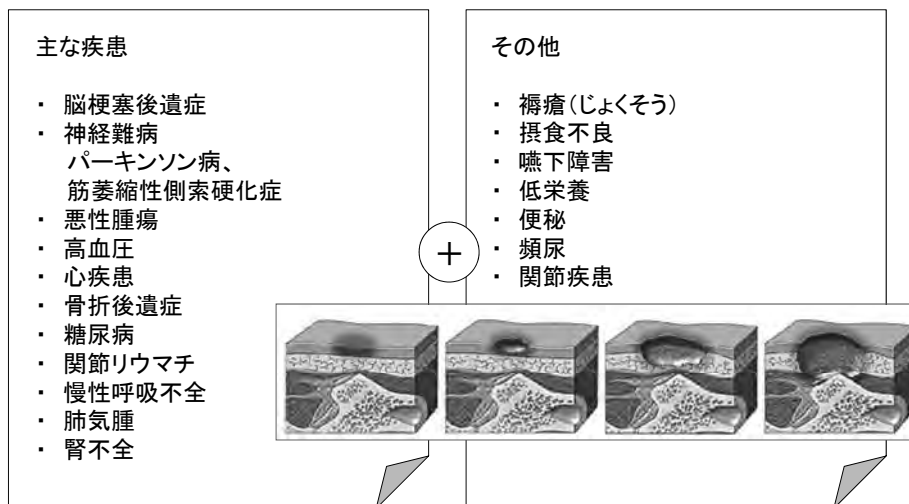 主な疾患
・ 脳梗塞後遺症
・ 神経難病
パーキンソン病、
筋萎縮性側索硬化症
・ 悪性腫瘍
・ 高血圧
・ 心疾患
・ 骨折後遺症
・ 糖尿病
・ 関節リウマチ
・ 慢性呼吸不全
・ 肺気腫
・ 腎不全
+
その他
・ 褥瘡(じょくそう)
・ 摂食不良
・ 嚥下障害
・ 低栄養
・ 便秘
・ 頻尿
・ 関節疾患